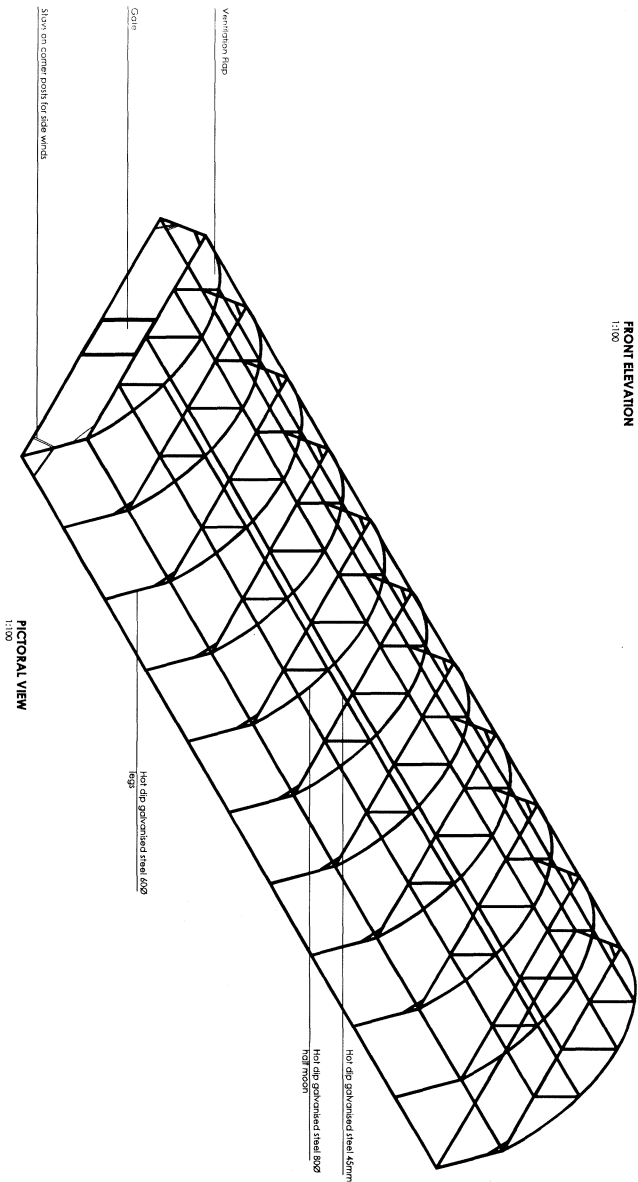 FRONT ELEVATION
1:100
Ventilation Flap
Gate
Stays on corner posts for side winds
Hot dip galvanised steel 45mm
Hot dip galvanised steel 80Ø
half moon
Hot dip galvanised steel 60Ø
legs
PICTORAL VIEW
1:100